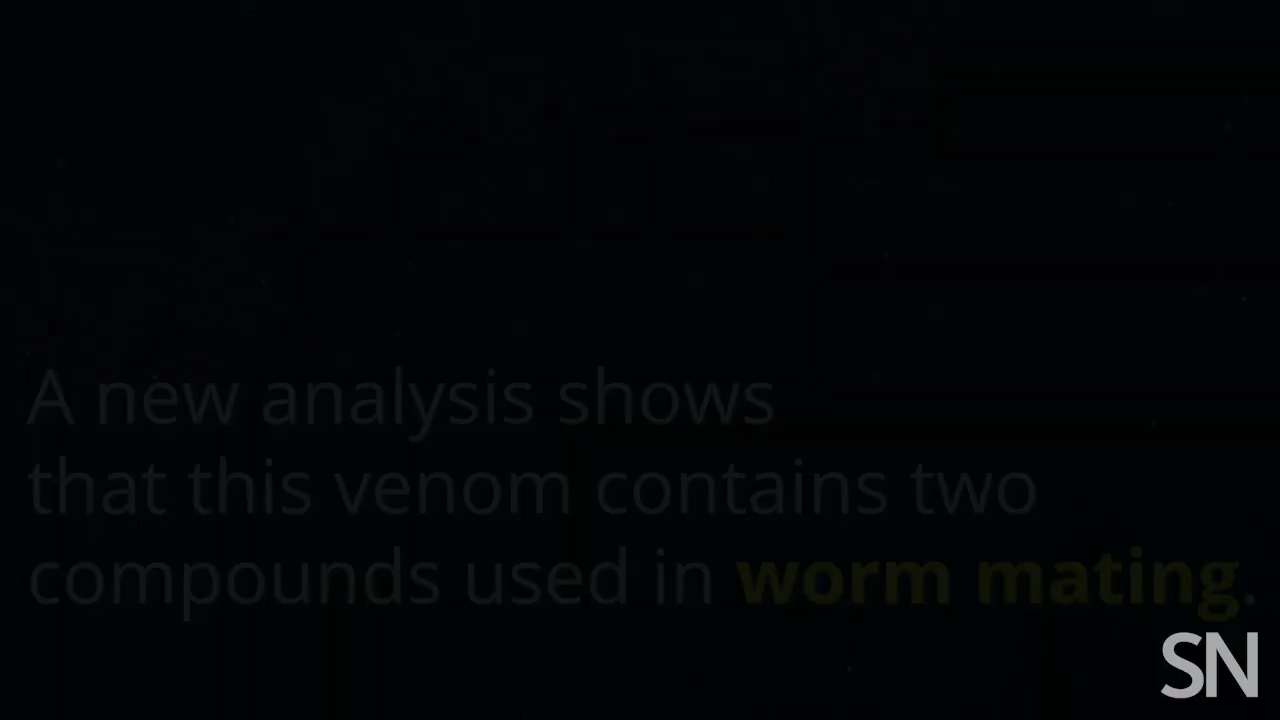 A new analysis shows
that this venom contains two
compounds used in worm mating.
SN